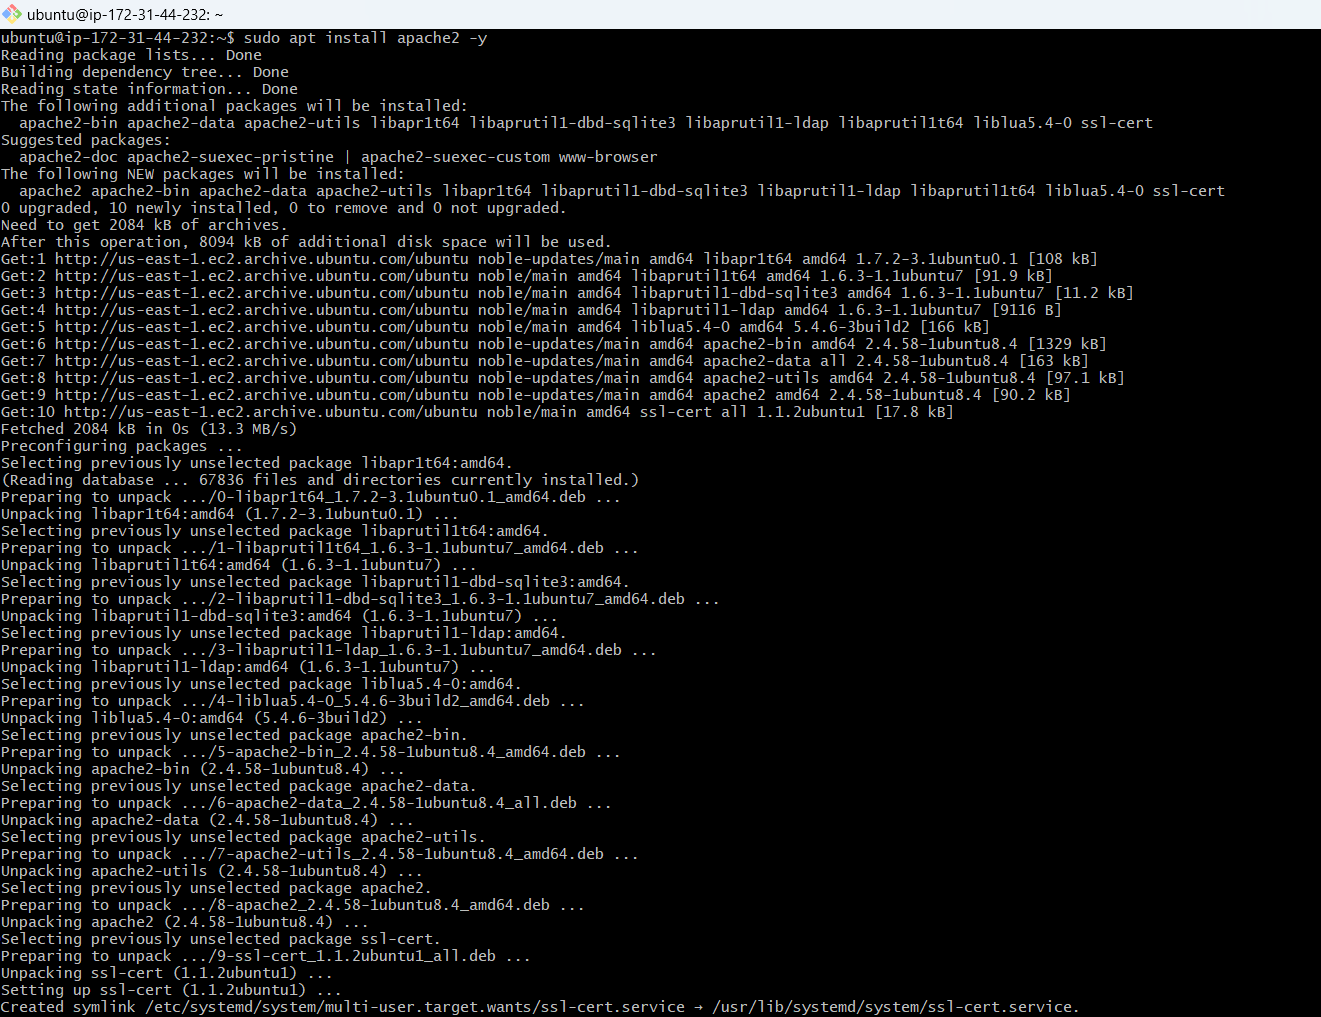 ubuntu@ip-172-31-44-232: ~
ubuntu@ip-172-31-44-232:~$ sudo apt install apache2 -y
Reading package lists... Done
Building dependency tree... Done
Reading state information... Done
The following additional packages will be installed:
  apache2-bin apache2-data apache2-utils libapr1t64 libaprutil1-dbd-sqlite3 libaprutil1-ldap libaprutil1t64 liblua5.4-0 ssl-cert
Suggested packages:
  apache2-doc apache2-suexec-pristine | apache2-suexec-custom www-browser
The following NEW packages will be installed:
  apache2 apache2-bin apache2-data apache2-utils libapr1t64 libaprutil1-dbd-sqlite3 libaprutil1-ldap libaprutil1t64 liblua5.4-0 ssl-cert
0 upgraded, 10 newly installed, 0 to remove and 0 not upgraded.
Need to get 2084 kB of archives.
After this operation, 8094 kB of additional disk space will be used.
Get:1 http://us-east-1.ec2.archive.ubuntu.com/ubuntu noble-updates/main amd64 libapr1t64 amd64 1.7.2-3.1ubuntu0.1 [108 kB]
Get:2 http://us-east-1.ec2.archive.ubuntu.com/ubuntu noble/main amd64 libaprutil1t64 amd64 1.6.3-1.1ubuntu7 [91.9 kB]
Get:3 http://us-east-1.ec2.archive.ubuntu.com/ubuntu noble/main amd64 libaprutil1-dbd-sqlite3 amd64 1.6.3-1.1ubuntu7 [11.2 kB]
Get:4 http://us-east-1.ec2.archive.ubuntu.com/ubuntu noble/main amd64 libaprutil1-ldap amd64 1.6.3-1.1ubuntu7 [9116 B]
Get:5 http://us-east-1.ec2.archive.ubuntu.com/ubuntu noble/main amd64 liblua5.4-0 amd64 5.4.6-3build2 [166 kB]
Get:6 http://us-east-1.ec2.archive.ubuntu.com/ubuntu noble-updates/main amd64 apache2-bin amd64 2.4.58-1ubuntu8.4 [1329 kB]
Get:7 http://us-east-1.ec2.archive.ubuntu.com/ubuntu noble-updates/main amd64 apache2-data all 2.4.58-1ubuntu8.4 [163 kB]
Get:8 http://us-east-1.ec2.archive.ubuntu.com/ubuntu noble-updates/main amd64 apache2-utils amd64 2.4.58-1ubuntu8.4 [97.1 kB]
Get:9 http://us-east-1.ec2.archive.ubuntu.com/ubuntu noble-updates/main amd64 apache2 amd64 2.4.58-1ubuntu8.4 [90.2 kB]
Get:10 http://us-east-1.ec2.archive.ubuntu.com/ubuntu noble/main amd64 ssl-cert all 1.1.2ubuntu1 [17.8 kB]
Fetched 2084 kB in 0s (13.3 MB/s)
Preconfiguring packages ...
Selecting previously unselected package libapr1t64:amd64.
(Reading database ... 67836 files and directories currently installed.)
Preparing to unpack .../0-libapr1t64_1.7.2-3.1ubuntu0.1_amd64.deb ...
Unpacking libapr1t64:amd64 (1.7.2-3.1ubuntu0.1) ...
Selecting previously unselected package libaprutil1t64:amd64.
Preparing to unpack .../1-libaprutil1t64_1.6.3-1.1ubuntu7_amd64.deb ...
Unpacking libaprutil1t64:amd64 (1.6.3-1.1ubuntu7) ...
Selecting previously unselected package libaprutil1-dbd-sqlite3:amd64.
Preparing to unpack .../2-libaprutil1-dbd-sqlite3_1.6.3-1.1ubuntu7_amd64.deb ...
Unpacking libaprutil1-dbd-sqlite3:amd64 (1.6.3-1.1ubuntu7) ...
Selecting previously unselected package libaprutil1-ldap:amd64.
Preparing to unpack .../3-libaprutil1-ldap_1.6.3-1.1ubuntu7_amd64.deb ...
Unpacking libaprutil1-ldap:amd64 (1.6.3-1.1ubuntu7) ...
Selecting previously unselected package liblua5.4-0:amd64.
Preparing to unpack .../4-liblua5.4-0_5.4.6-3build2_amd64.deb ...
Unpacking liblua5.4-0:amd64 (5.4.6-3build2) ...
Selecting previously unselected package apache2-bin.
Preparing to unpack .../5-apache2-bin_2.4.58-1ubuntu8.4_amd64.deb ...
Unpacking apache2-bin (2.4.58-1ubuntu8.4) ...
Selecting previously unselected package apache2-data.
Preparing to unpack .../6-apache2-data_2.4.58-1ubuntu8.4_all.deb ...
Unpacking apache2-data (2.4.58-1ubuntu8.4) ...
Selecting previously unselected package apache2-utils.
Preparing to unpack .../7-apache2-utils_2.4.58-1ubuntu8.4_amd64.deb ...
Unpacking apache2-utils (2.4.58-1ubuntu8.4) ...
Selecting previously unselected package apache2.
Preparing to unpack .../8-apache2_2.4.58-1ubuntu8.4_amd64.deb ...
Unpacking apache2 (2.4.58-1ubuntu8.4) ...
Selecting previously unselected package ssl-cert.
Preparing to unpack .../9-ssl-cert_1.1.2ubuntu1_all.deb ...
Unpacking ssl-cert (1.1.2ubuntu1) ...
Setting up ssl-cert (1.1.2ubuntu1) ...
Created symlink /etc/systemd/system/multi-user.target.wants/ssl-cert.service → /usr/lib/systemd/system/ssl-cert.service.